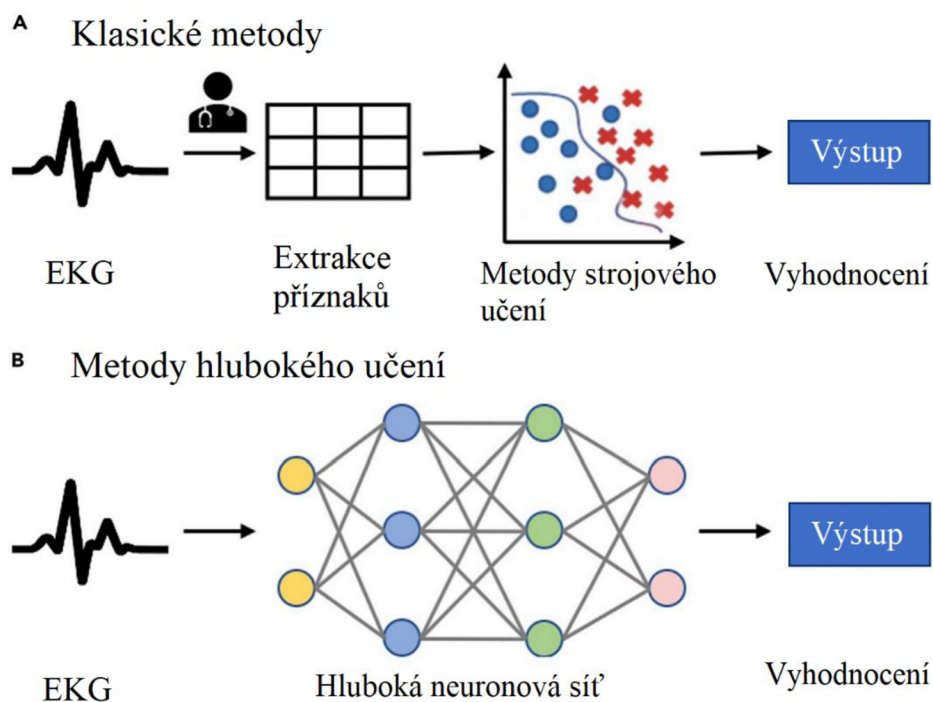 A Klasické metody
EKG
Extrakce
příznaků
Metody strojového
učení
Výstup
Vyhodnocení
B Metody hlubokého učení
EKG
Hluboká neuronová síť
Výstup
Vyhodnocení